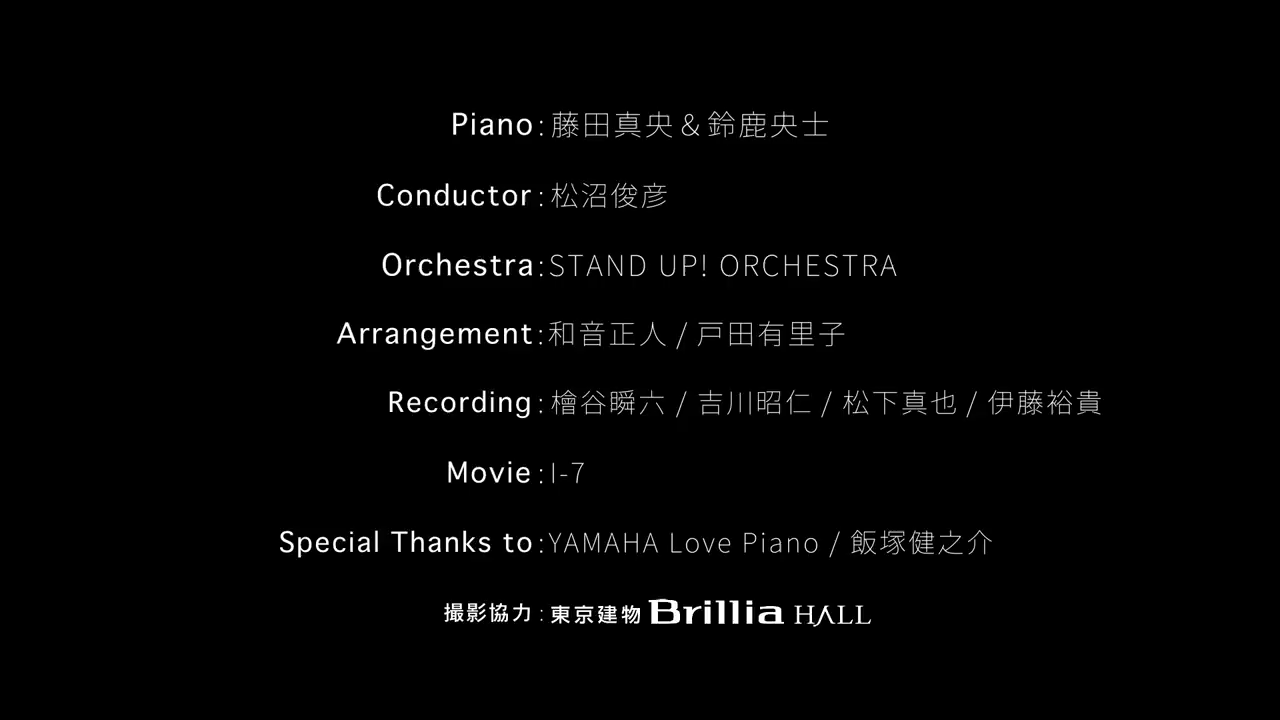 Piano : 藤田真央＆鈴鹿央士
Conductor : 松沼俊彦
Orchestra : STAND UP! ORCHESTRA
Arrangement : 和音正人 / 戸田有里子
Recording : 檜谷瞬六 / 吉川昭仁 / 松下真也 / 伊藤裕貴
Movie : I-7
Special Thanks to : YAMAHA Love Piano / 飯塚健之介
撮影協力 : 東京建物 Brillia HALL